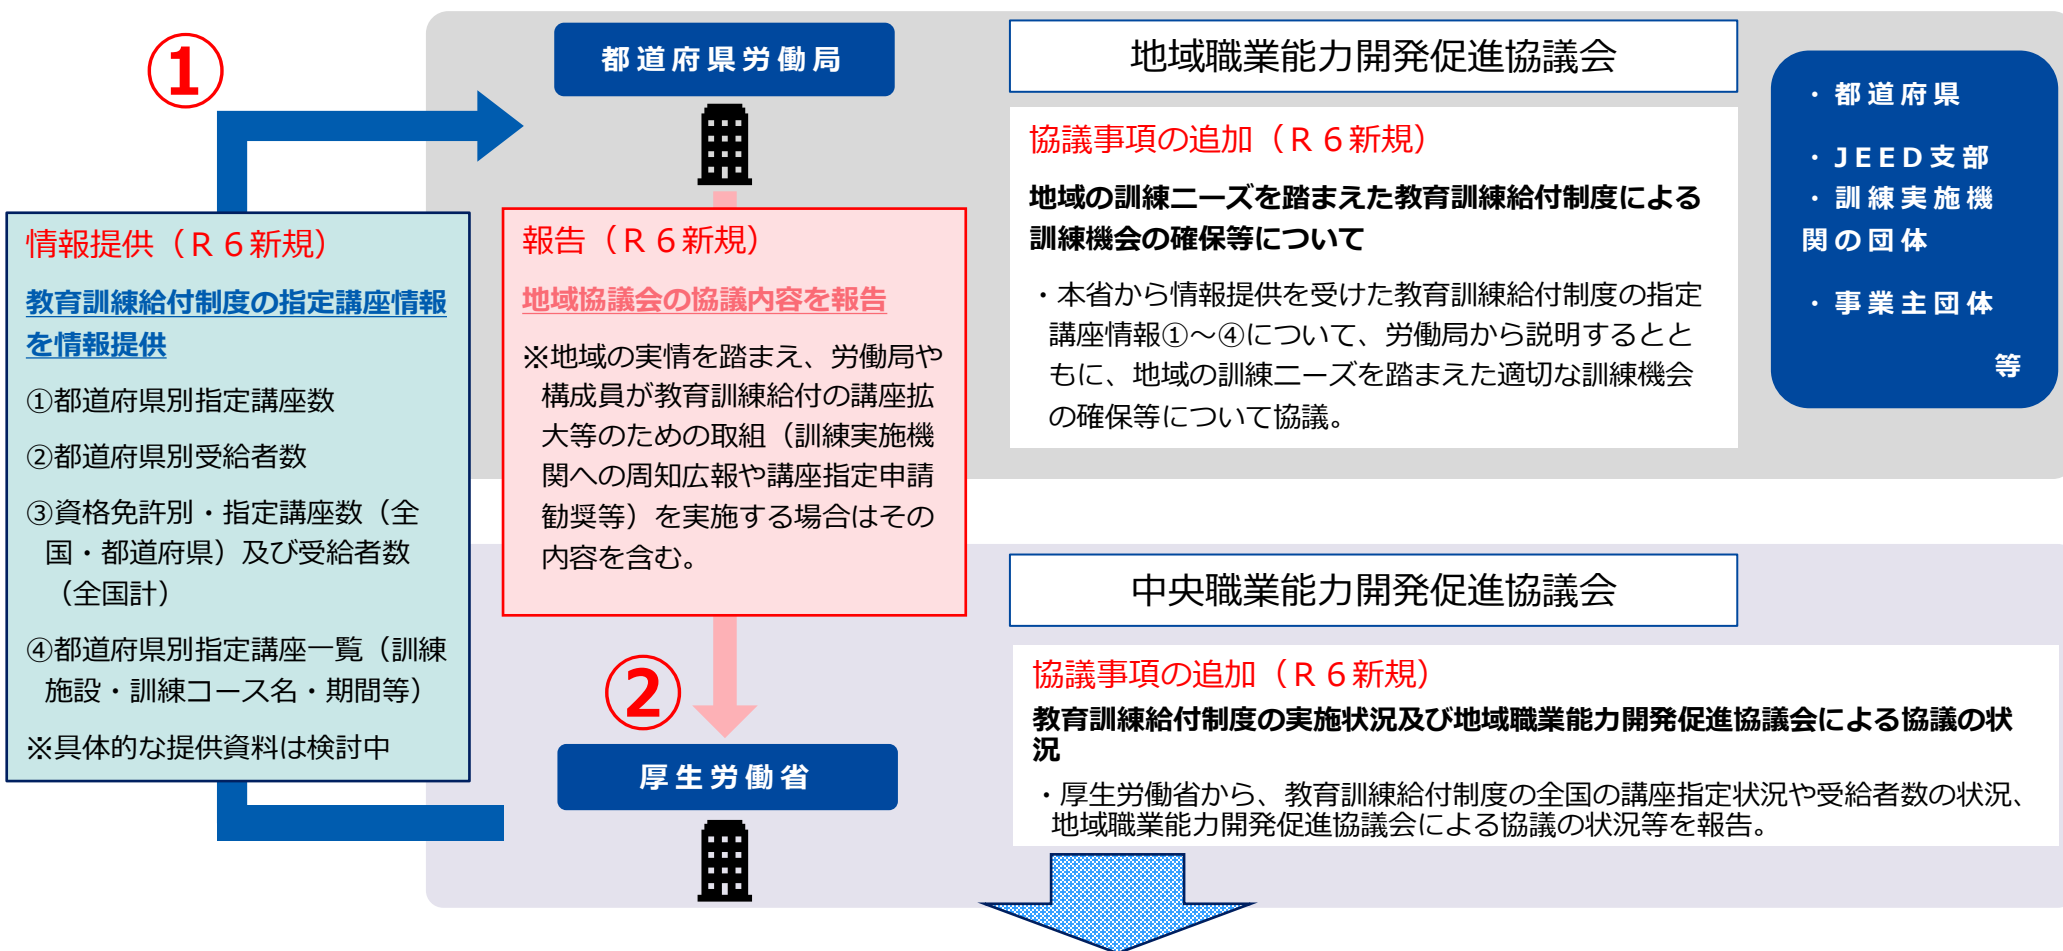 ①
都道府県労働局
地域職業能力開発促進協議会
・都道府県
・JEED支部
・訓練実施機
関の団体
・事業主団体
等
協議事項の追加（Ｒ６新規）
地域の訓練ニーズを踏まえた教育訓練給付制度による
訓練機会の確保等について
・本省から情報提供を受けた教育訓練給付制度の指定
講座情報①～④について、労働局から説明するとと
もに、地域の訓練ニーズを踏まえた適切な訓練機会
の確保等について協議。
情報提供（Ｒ６新規）
教育訓練給付制度の指定講座情報
を情報提供
①都道府県別指定講座数
②都道府県別受給者数
③資格免許別・指定講座数（全
国・都道府県）及び受給者数
（全国計）
④都道府県別指定講座一覧（訓練
施設・訓練コース名・期間等）
※具体的な提供資料は検討中
報告（Ｒ６新規）
地域協議会の協議内容を報告
※地域の実情を踏まえ、労働局や
構成員が教育訓練給付の講座拡
大等のための取組（訓練実施機
関への周知広報や講座指定申請
勧奨等）を実施する場合はその
内容を含む。
②
厚生労働省
中央職業能力開発促進協議会
協議事項の追加（Ｒ６新規）
教育訓練給付制度の実施状況及び地域職業能力開発促進協議会による協議の状
況
・厚生労働省から、教育訓練給付制度の全国の講座指定状況や受給者数の状況、
地域職業能力開発促進協議会による協議の状況等を報告。